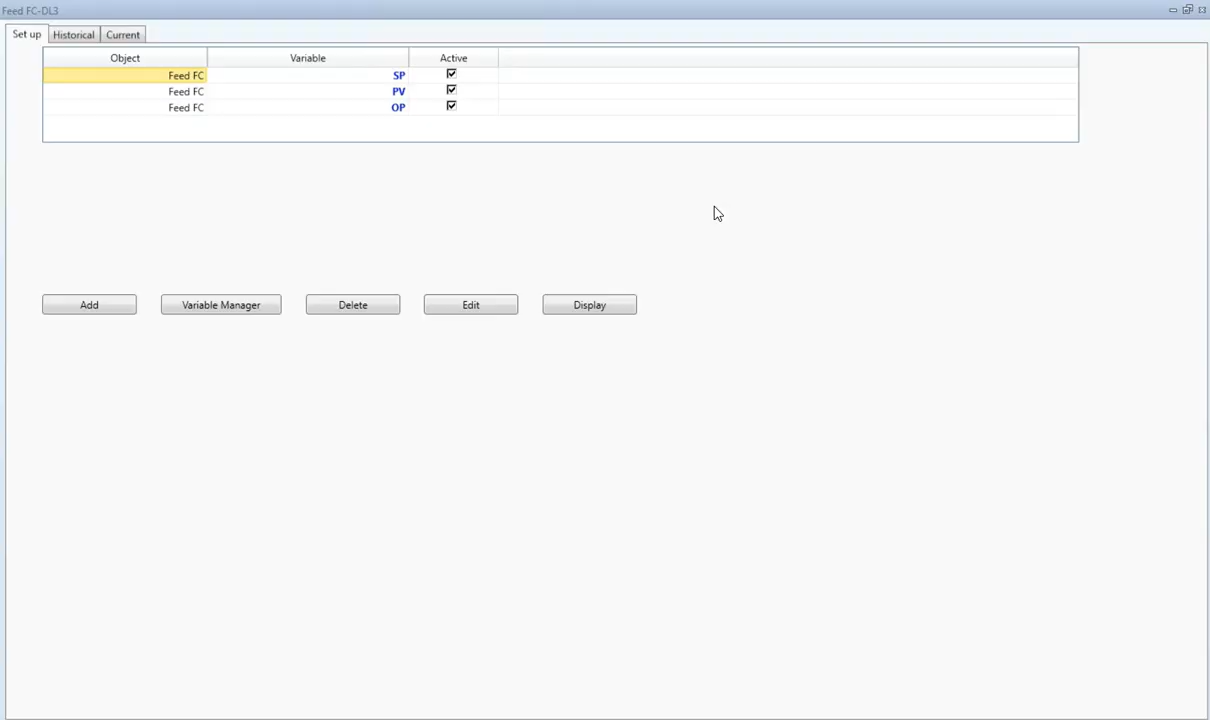 Feed FC-DL3
Set up Historical Current
Object Variable Active
Feed FC SP
Feed FC PV
Feed FC OP
Add Variable Manager Delete Edit Display